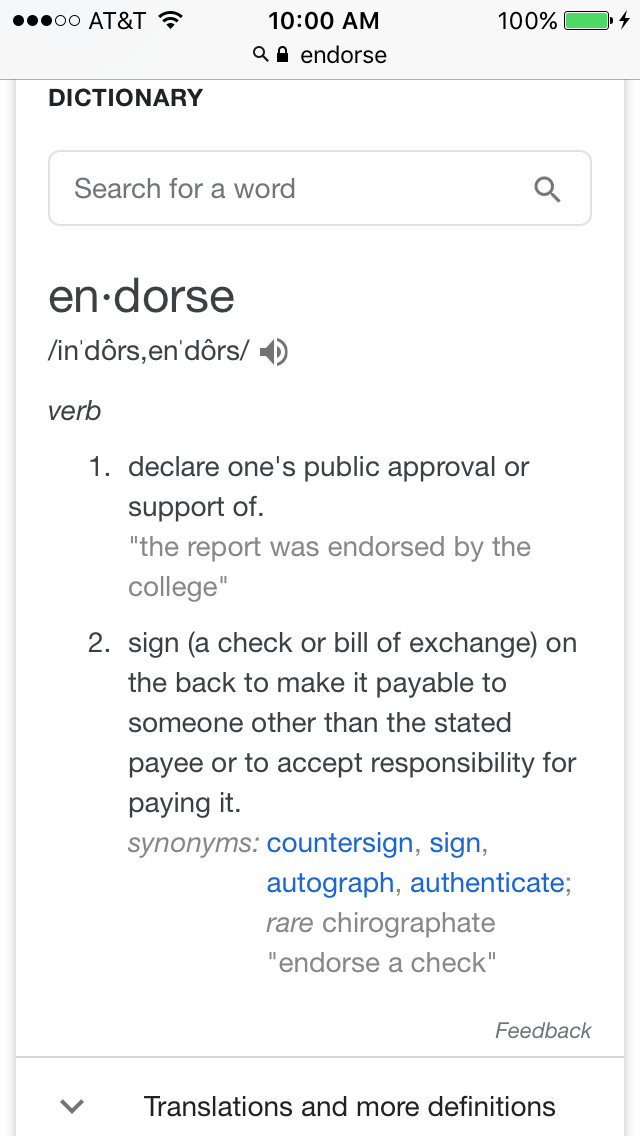 AT&T 10:00 AM 100%
endorse
DICTIONARY
Search for a word
en·dorse
/inˈdôrs,enˈdôrs/
verb
1. declare one's public approval or
support of.
"the report was endorsed by the
college"
2. sign (a check or bill of exchange) on
the back to make it payable to
someone other than the stated
payee or to accept responsibility for
paying it.
synonyms: countersign, sign,
autograph, authenticate;
rare chirographate
"endorse a check"
Feedback
Translations and more definitions